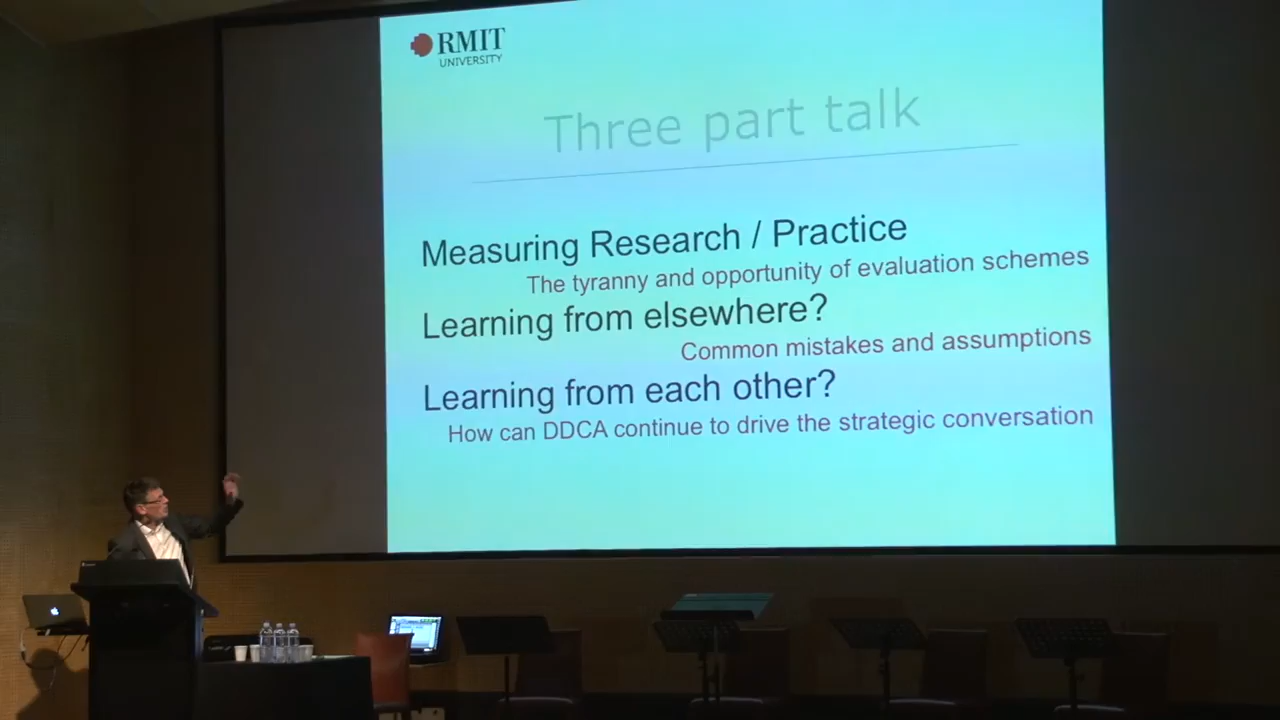 RMIT
UNIVERSITY
Three part talk
Measuring Research / Practice
The tyranny and opportunity of evaluation schemes
Learning from elsewhere?
Common mistakes and assumptions
Learning from each other?
How can DDCA continue to drive the strategic conversation